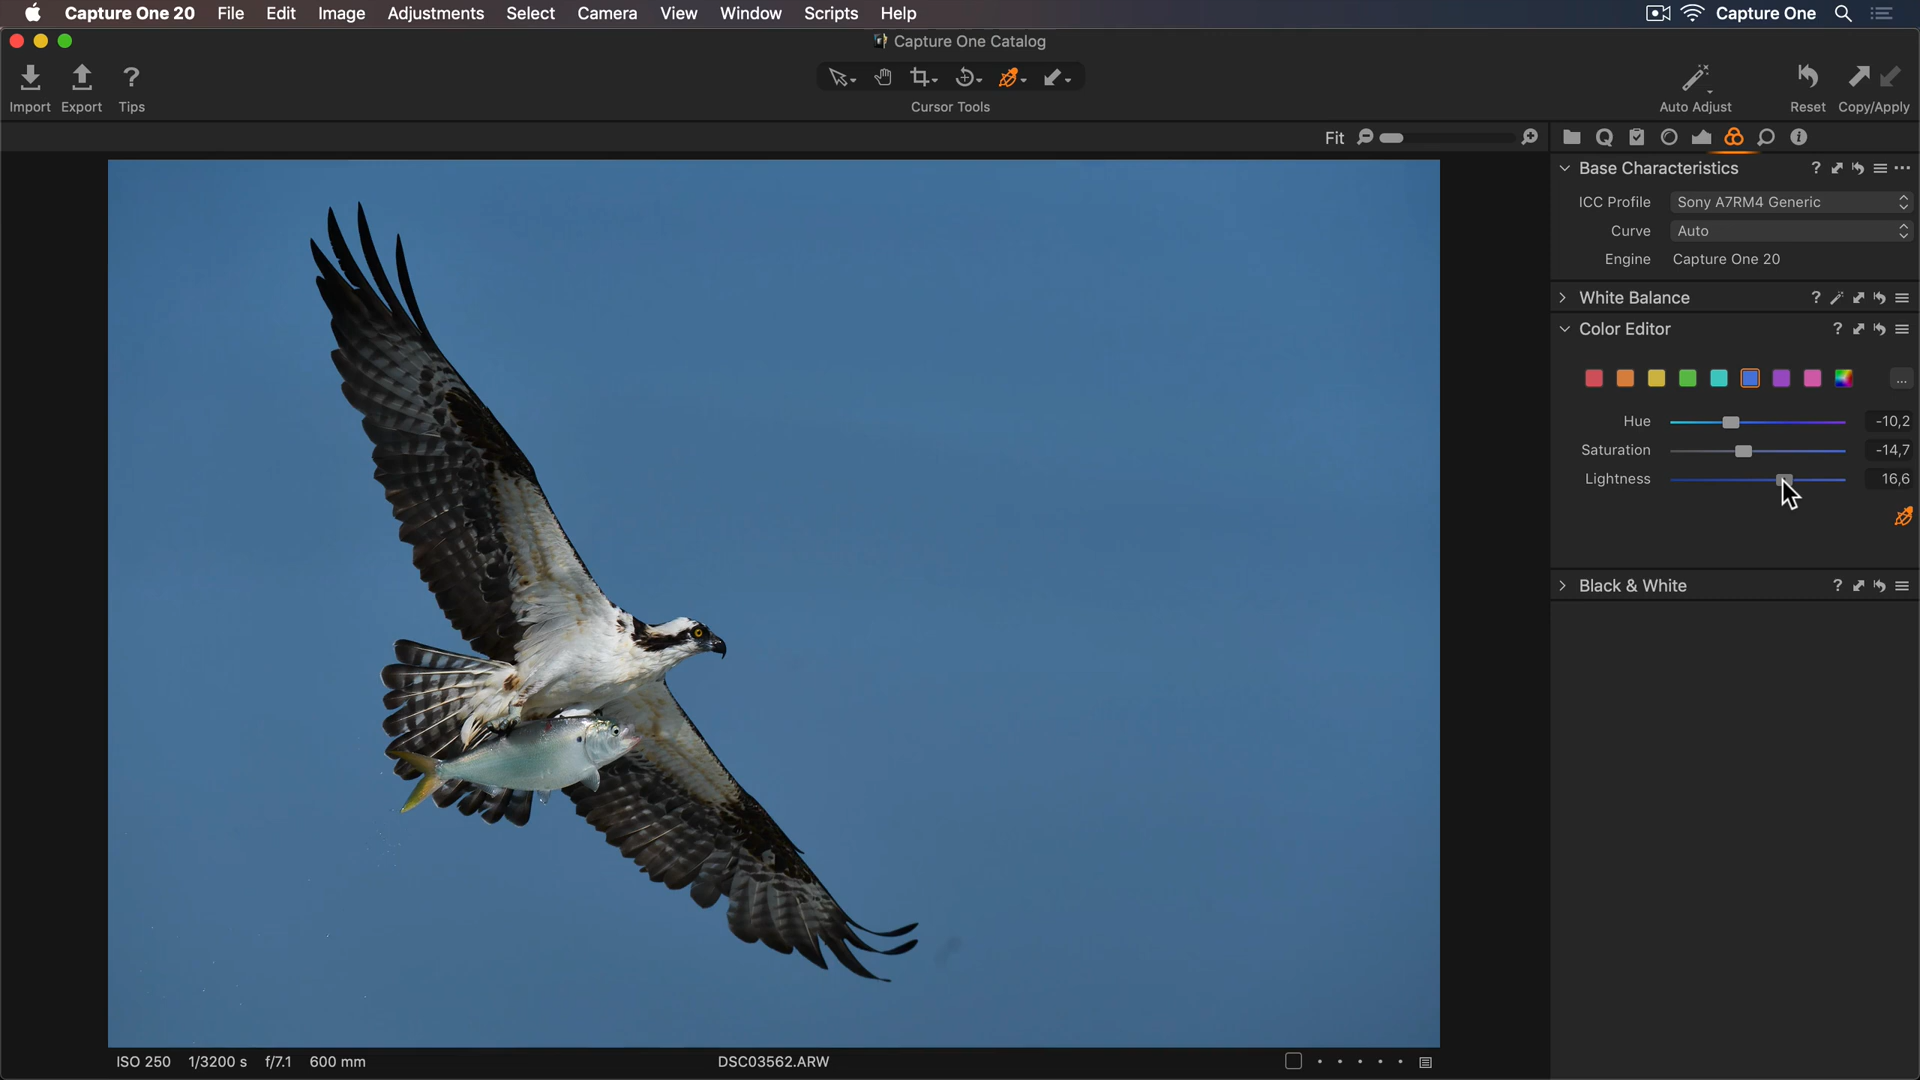 Capture One 20 File Edit Image Adjustments Select Camera View Window Scripts Help Capture One
Capture One Catalog
Import Export Tips Cursor Tools Auto Adjust Reset Copy/Apply
Fit
Base Characteristics ?
ICC Profile Sony A7RM4 Generic
Curve Auto
Engine Capture One 20
White Balance ?
Color Editor ?
...
Hue -10,2
Saturation -14,7
Lightness 16,6
Black & White ?
ISO 250 1/3200 s f/7.1 600 mm DSC03562.ARW